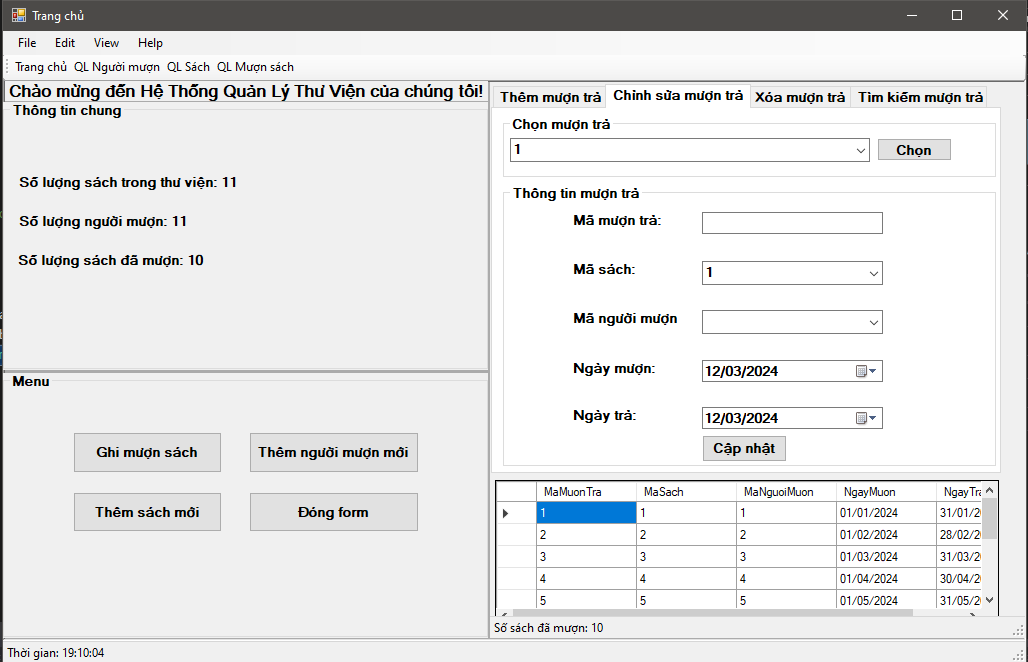 Trang chủ
File Edit View Help
Trang chủ QL Người mượn QL Sách QL Mượn sách
Chào mừng đến Hệ Thống Quản Lý Thư Viện của chúng tôi!
Thông tin chung
Số lượng sách trong thư viện: 11
Số lượng người mượn: 11
Số lượng sách đã mượn: 10
Menu
Ghi mượn sách Thêm người mượn mới
Thêm sách mới Đóng form
Thêm mượn trả Chỉnh sửa mượn trả Xóa mượn trả Tìm kiếm mượn trả
Chọn mượn trả
1 Chọn
Thông tin mượn trả
Mã mượn trả:
Mã sách: 1
Mã người mượn
Ngày mượn: 12/03/2024
Ngày trả: 12/03/2024
Cập nhật
MaMuonTra MaSach MaNguoiMuon NgayMuon NgayTra
1 1 1 01/01/2024 31/01/20
2 2 2 01/02/2024 28/02/20
3 3 3 01/03/2024 31/03/20
4 4 4 01/04/2024 30/04/20
5 5 5 01/05/2024 31/05/20
Số sách đã mượn: 10
Thời gian: 19:10:04